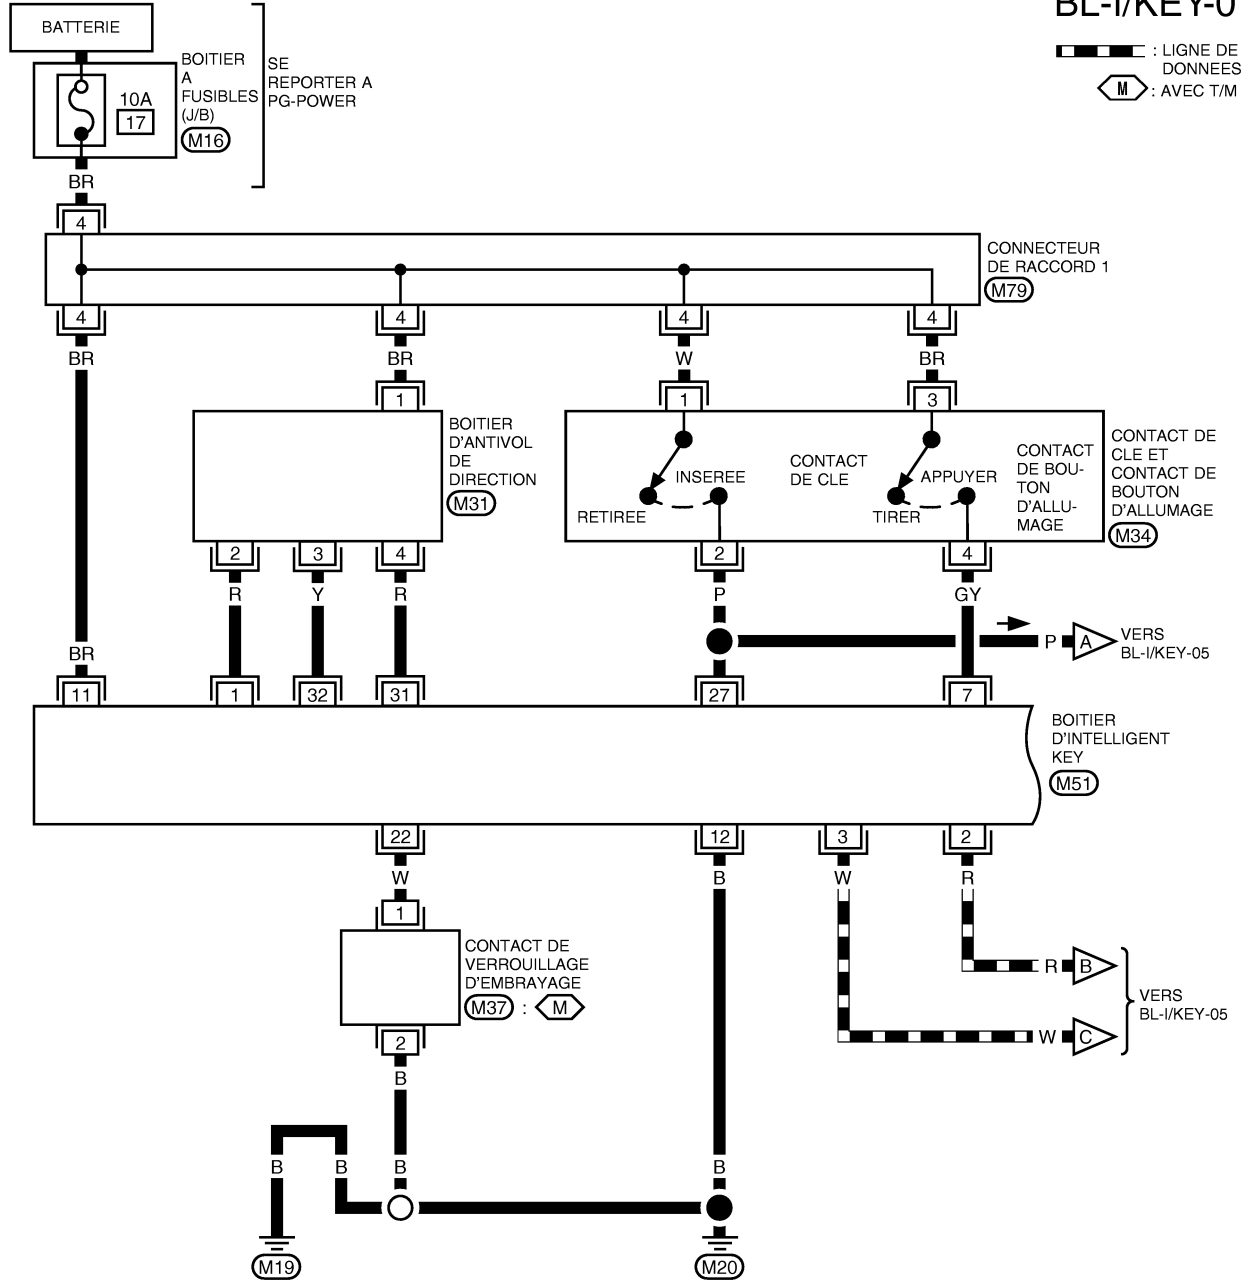 BL-I/KEY-0
: LIGNE DE
DONNEES
M : AVEC T/M
BATTERIE
BOITIER
A
FUSIBLES
(J/B)
M16
10A
17
SE
REPORTER A
PG-POWER
BR
4
CONNECTEUR
DE RACCORD 1
M79
4 4 4 4
BR BR W BR
1 1 3
BOITIER
D'ANTIVOL
DE
DIRECTION
M31
INSEREE
RETIREE
CONTACT
DE CLE
APPUYER
TIRER
CONTACT
DE BOU-
TON
D'ALLU-
MAGE
CONTACT DE
CLE ET
CONTACT DE
BOUTON
D'ALLUMAGE
M34
2 3 4 2 4
R Y R P GY
P A VERS
BL-I/KEY-05
BR
11 1 32 31 27 7
BOITIER
D'INTELLIGENT
KEY
M51
22 12 3 2
W B W R
1
CONTACT DE
VERROUILLAGE
D'EMBRAYAGE
M37 : M
2
B
R B
W C
VERS
BL-I/KEY-05
B B B B
M19 M20